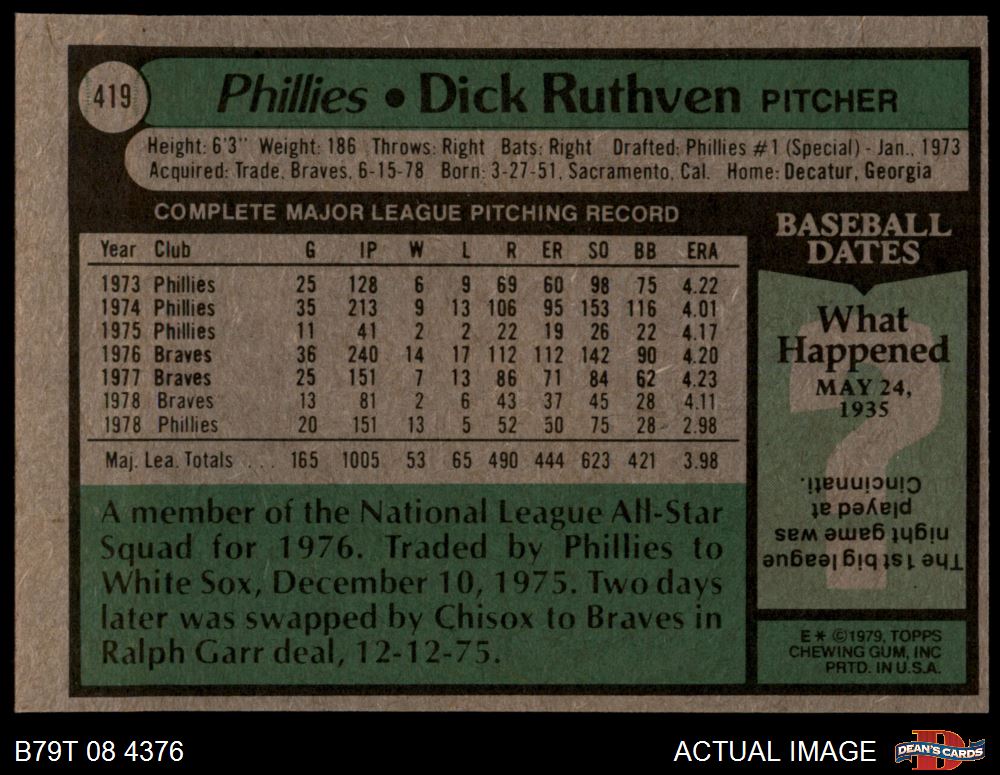 419
Phillies • Dick Ruthven PITCHER
Height: 6'3" Weight: 186 Throws: Right Bats: Right Drafted: Phillies #1 (Special) - Jan., 1973
Acquired: Trade, Braves, 6-15-78 Born: 3-27-51, Sacramento, Cal. Home: Decatur, Georgia
COMPLETE MAJOR LEAGUE PITCHING RECORD
Year Club G IP W L R ER SO BB ERA
1973 Phillies 25 128 6 9 69 60 98 75 4.22
1974 Phillies 35 213 9 13 106 95 153 116 4.01
1975 Phillies 11 41 2 2 22 19 26 22 4.17
1976 Braves 36 240 14 17 112 112 142 90 4.20
1977 Braves 25 151 7 13 86 71 84 62 4.23
1978 Braves 13 81 2 6 43 37 45 28 4.11
1978 Phillies 20 151 13 5 52 50 75 28 2.98
Maj. Lea. Totals ... 165 1005 53 65 490 444 623 421 3.98
A member of the National League All-Star
Squad for 1976. Traded by Phillies to
White Sox, December 10, 1975. Two days
later was swapped by Chisox to Braves in
Ralph Garr deal, 12-12-75.
BASEBALL
DATES
What
Happened
MAY 24,
1935
The 1st big league
night game was
played at
Cincinnati.
E * ©1979, TOPPS
CHEWING GUM, INC
PRTD. IN U.S.A.
B79T 08 4376
ACTUAL IMAGE
D
DEAN'S CARDS